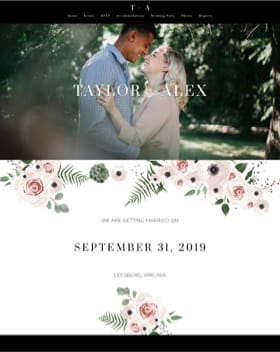 T + A
Home Events RSVP Accommodations Wedding Party Photos Registry
TAYLOR & ALEX
WE ARE GETTING MARRIED ON
SEPTEMBER 31, 2019
LEESBURG, VIRGINIA